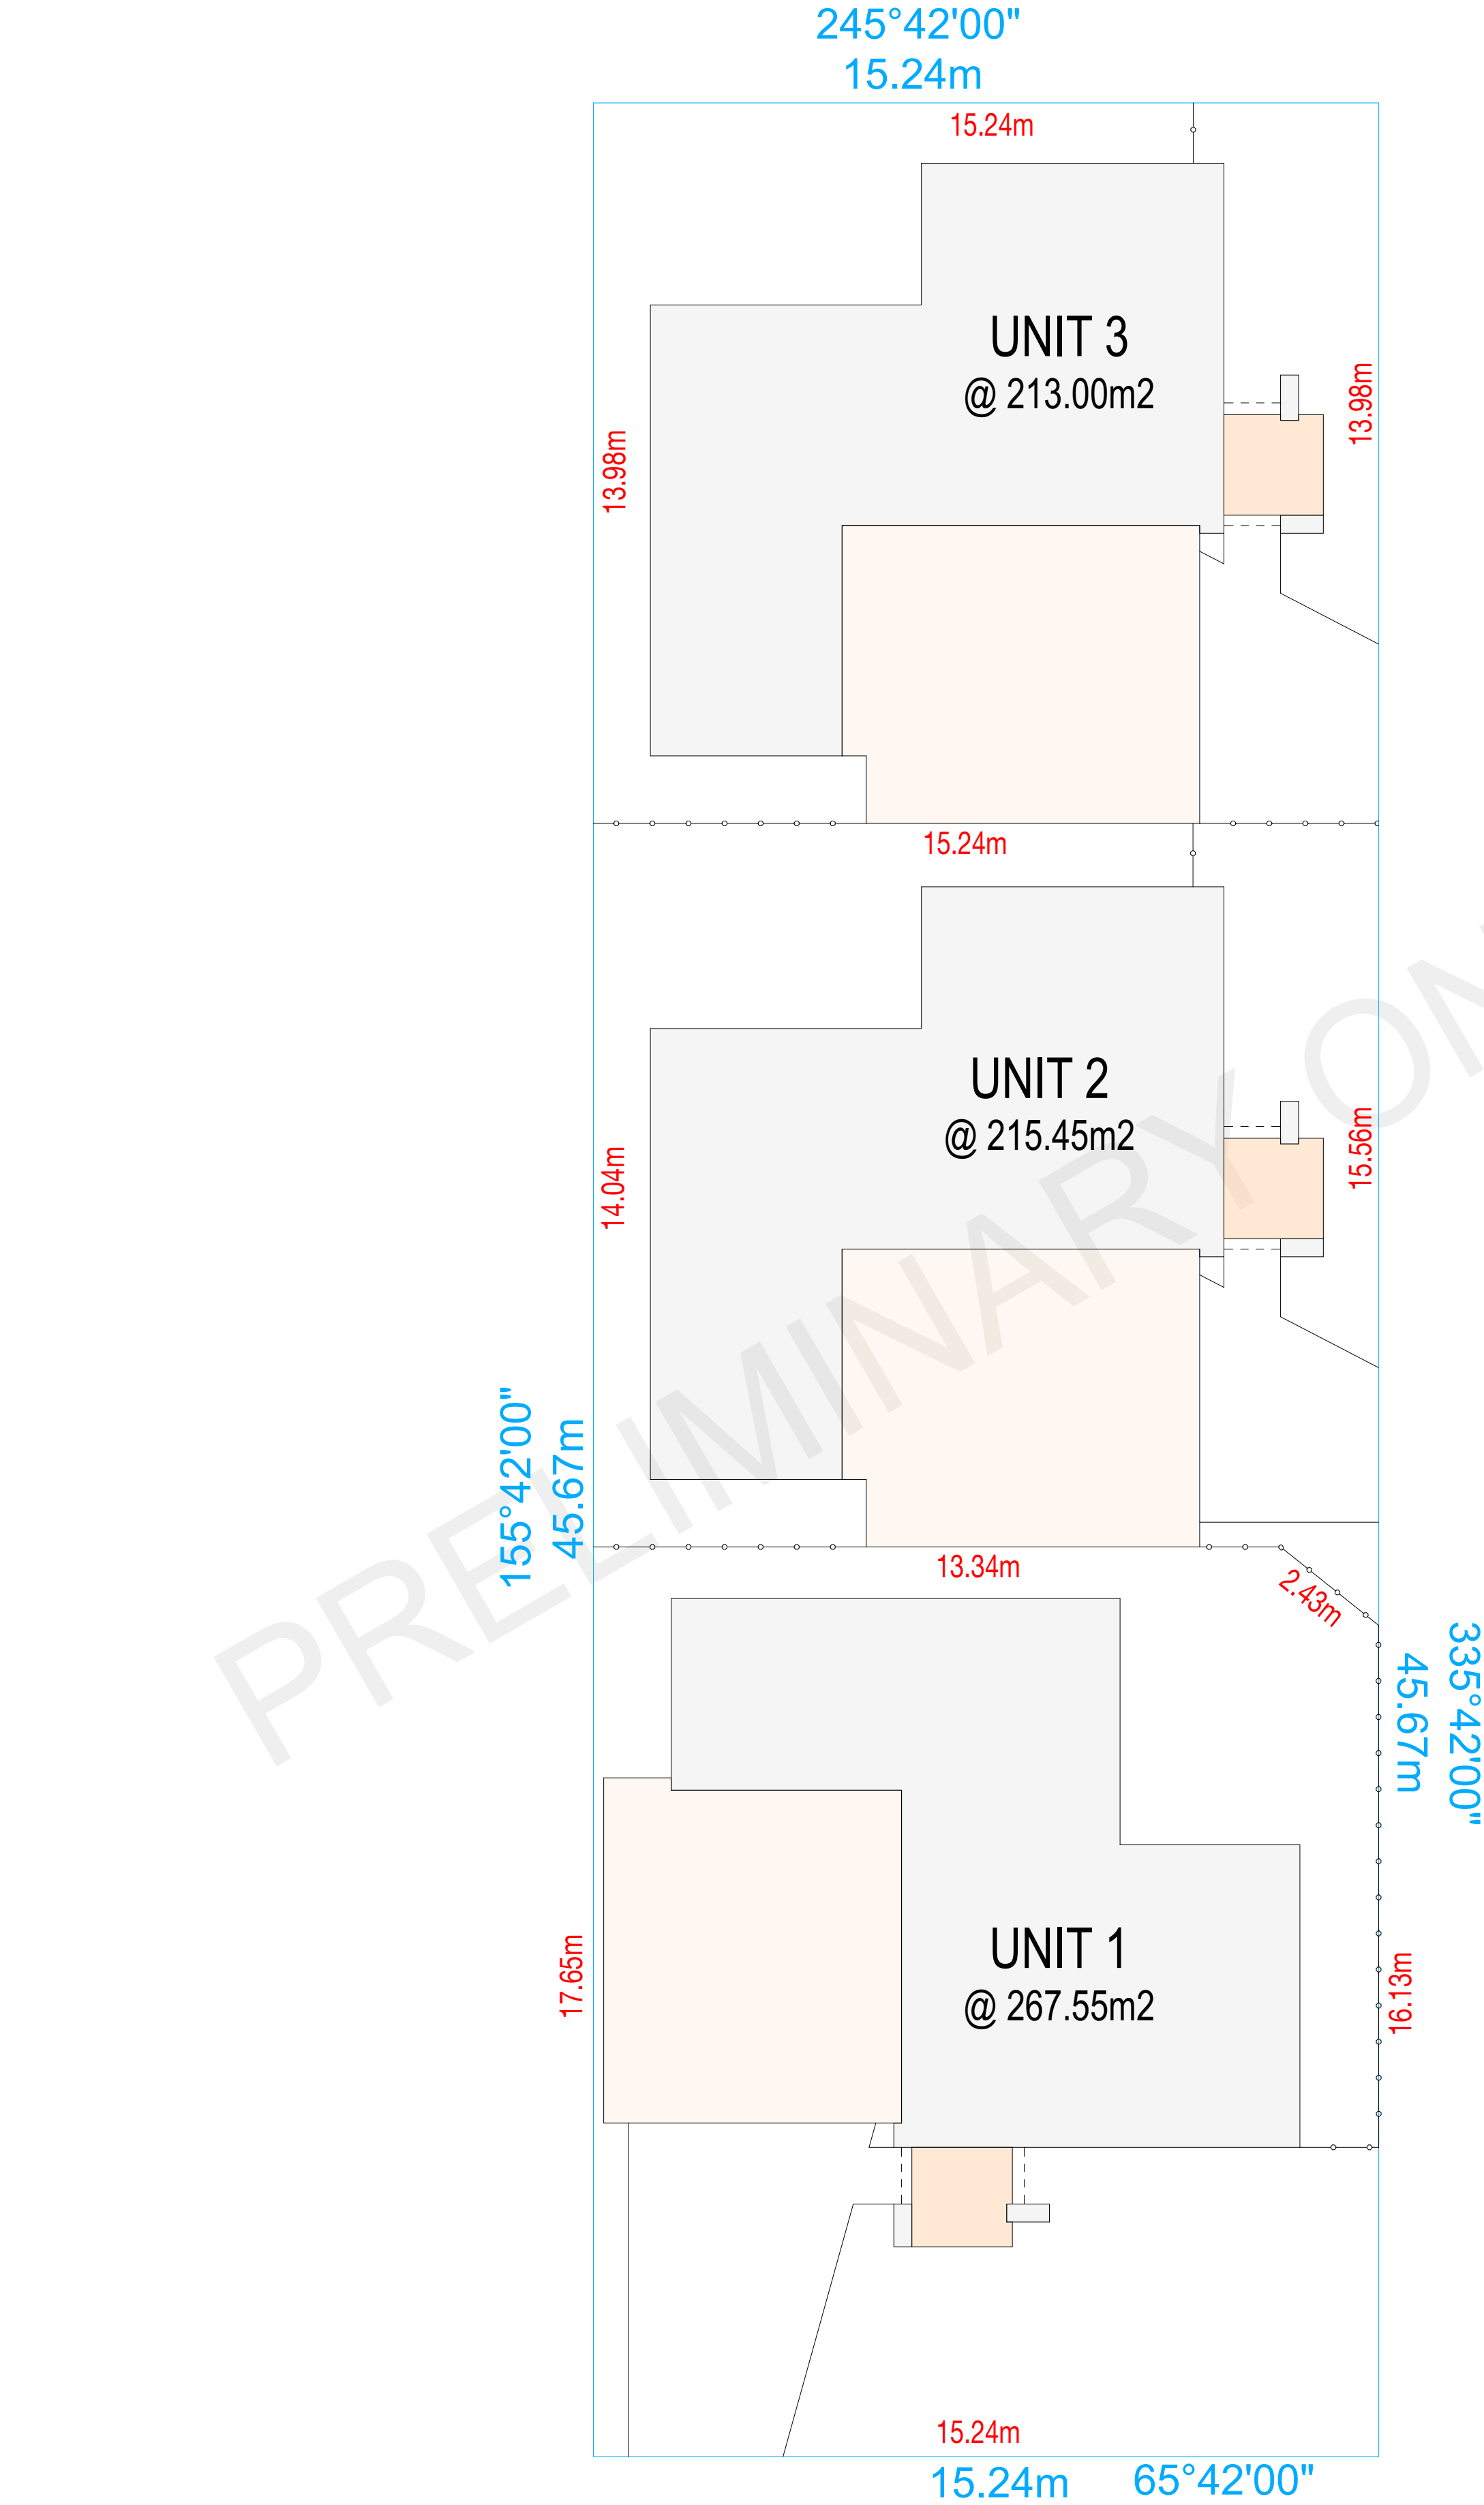 245°42'00"
15.24m
15.24m
UNIT 3
@ 213.00m2
13.98m
13.98m
15.24m
UNIT 2
@ 215.45m2
14.04m
15.56m
PRELIMINARY
155°42'00"
45.67m
13.34m
2.43m
335°42'00"
45.67m
UNIT 1
@ 267.55m2
17.65m
16.13m
15.24m
15.24m
65°42'00"